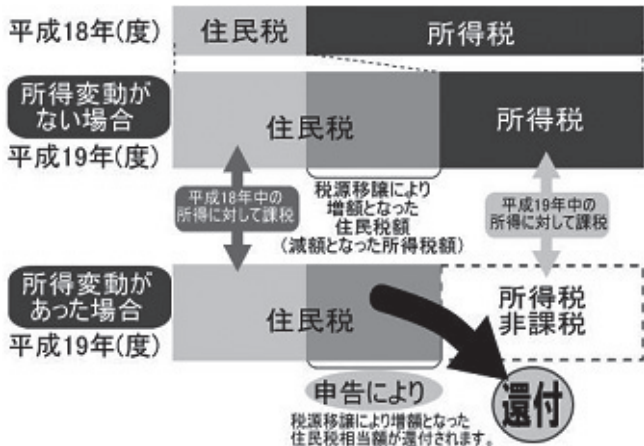 平成18年(度)
住民税
所得税
所得変動が
ない場合
平成19年(度)
住民税
所得税
平成18年中の
所得に対して課税
税源移譲により
増額となった
住民税額
(減額となった所得税額)
平成19年中の
所得に対して課税
所得変動が
あった場合
平成19年(度)
住民税
所得税
非課税
申告により
税源移譲により増額となった
住民税相当額が還付されます。
還付